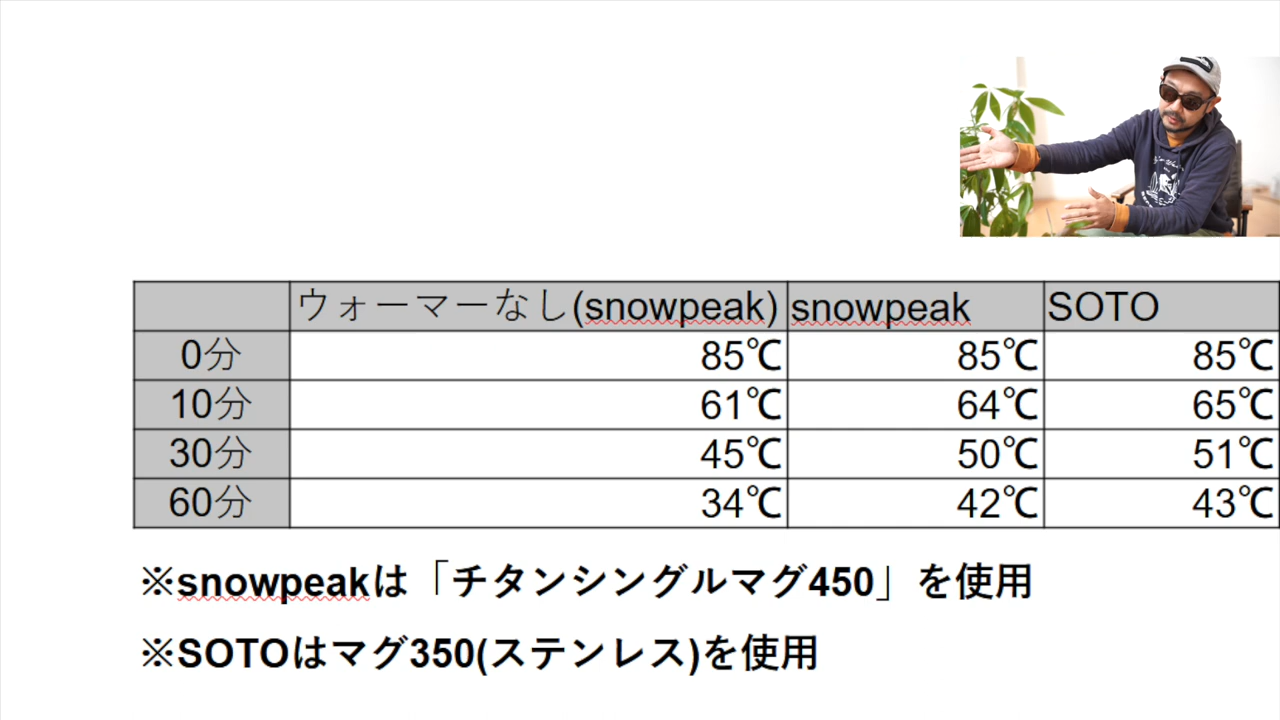 ウォーマーなし(snowpeak) snowpeak SOTO
0分 85℃ 85℃ 85℃
10分 61℃ 64℃ 65℃
30分 45℃ 50℃ 51℃
60分 34℃ 42℃ 43℃
※snowpeakは「チタンシングルマグ450」を使用
※SOTOはマグ350(ステンレス)を使用